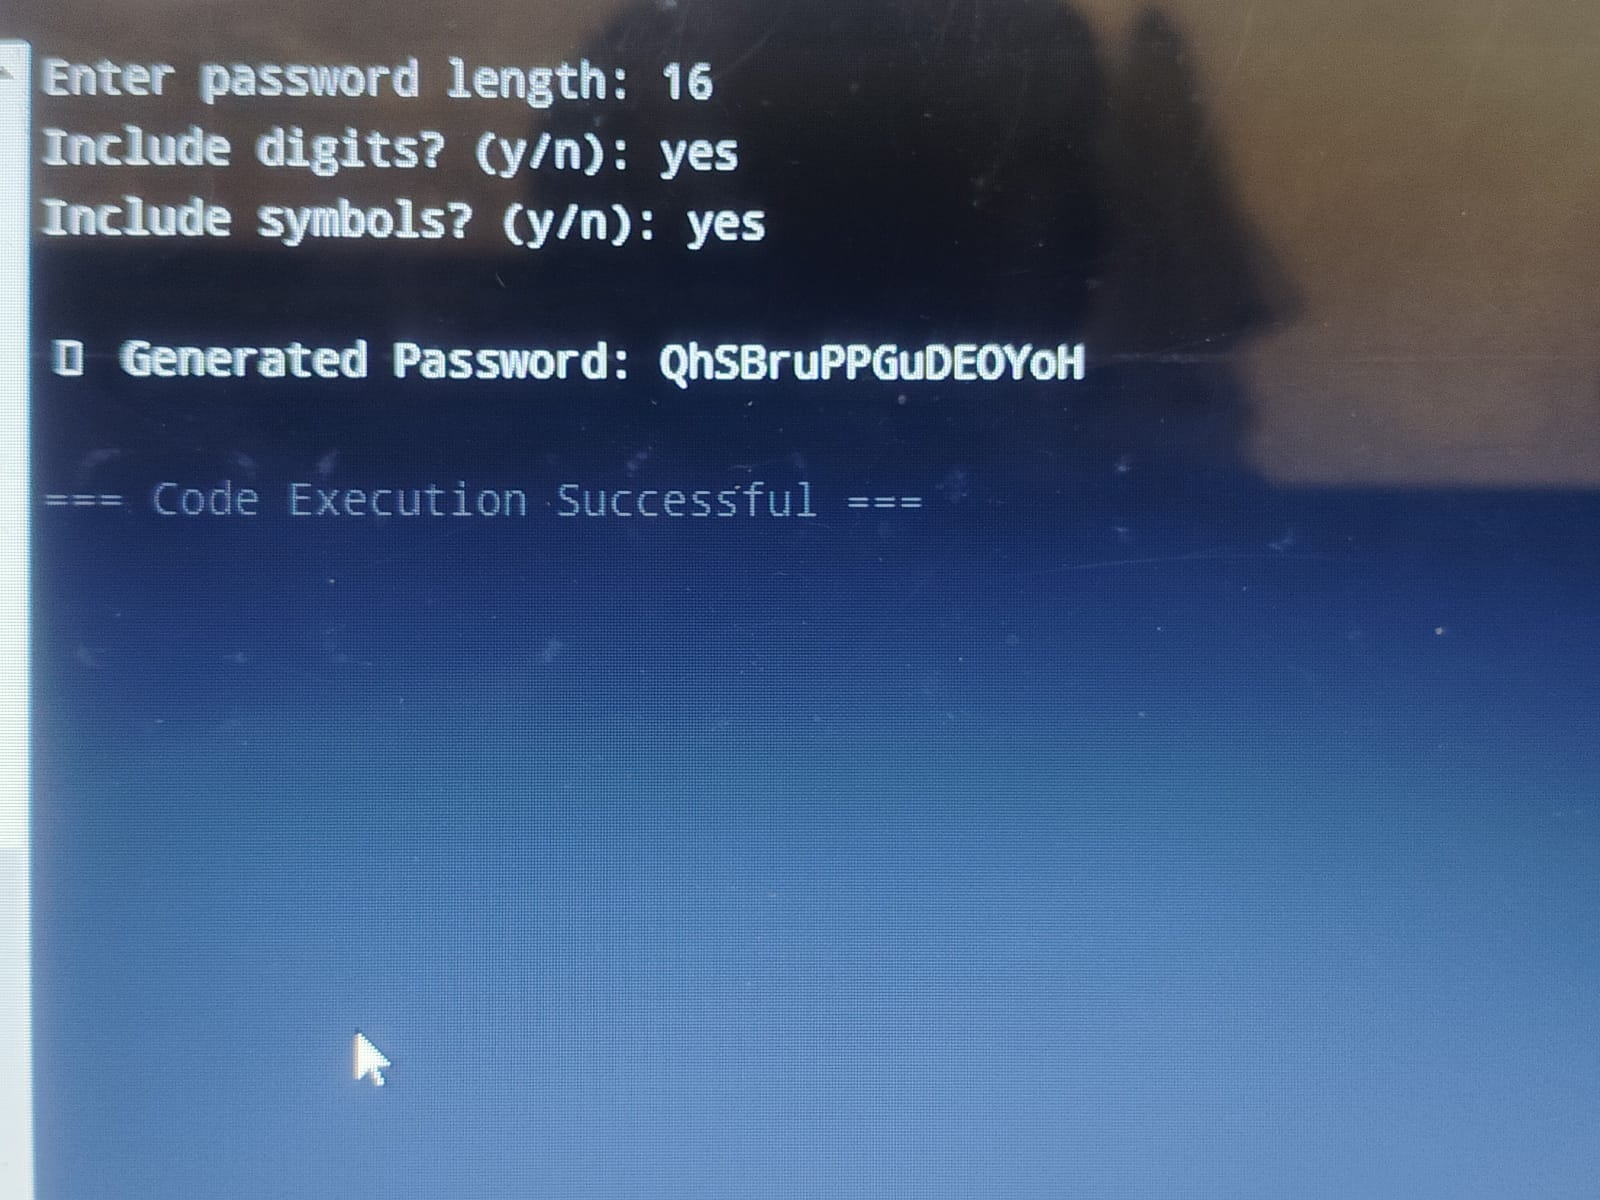 Enter password length: 16
Include digits? (y/n): yes
Include symbols? (y/n): yes
Generated Password: QhSBruPPGuDEOYoH
=== Code Execution Successful ===